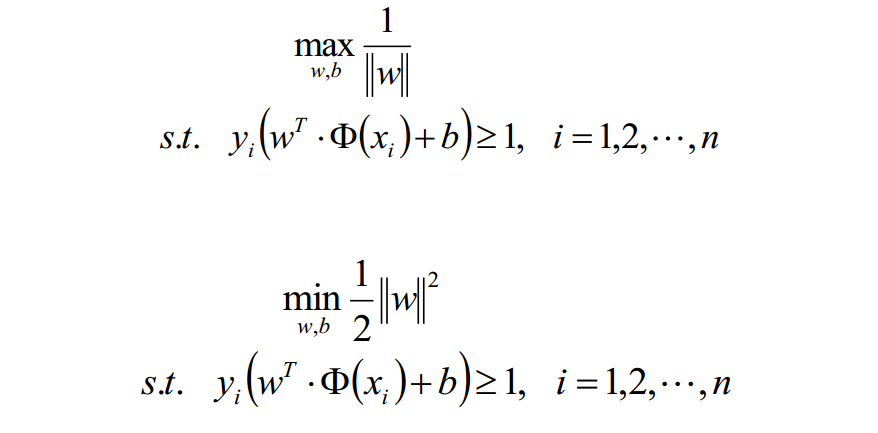 max_{w,b} 1/‖w‖
s.t. y_i(w^T · Φ(x_i) + b) ≥ 1, i = 1,2,⋯,n
min_{w,b} 1/2 ‖w‖^2
s.t. y_i(w^T · Φ(x_i) + b) ≥ 1, i = 1,2,⋯,n